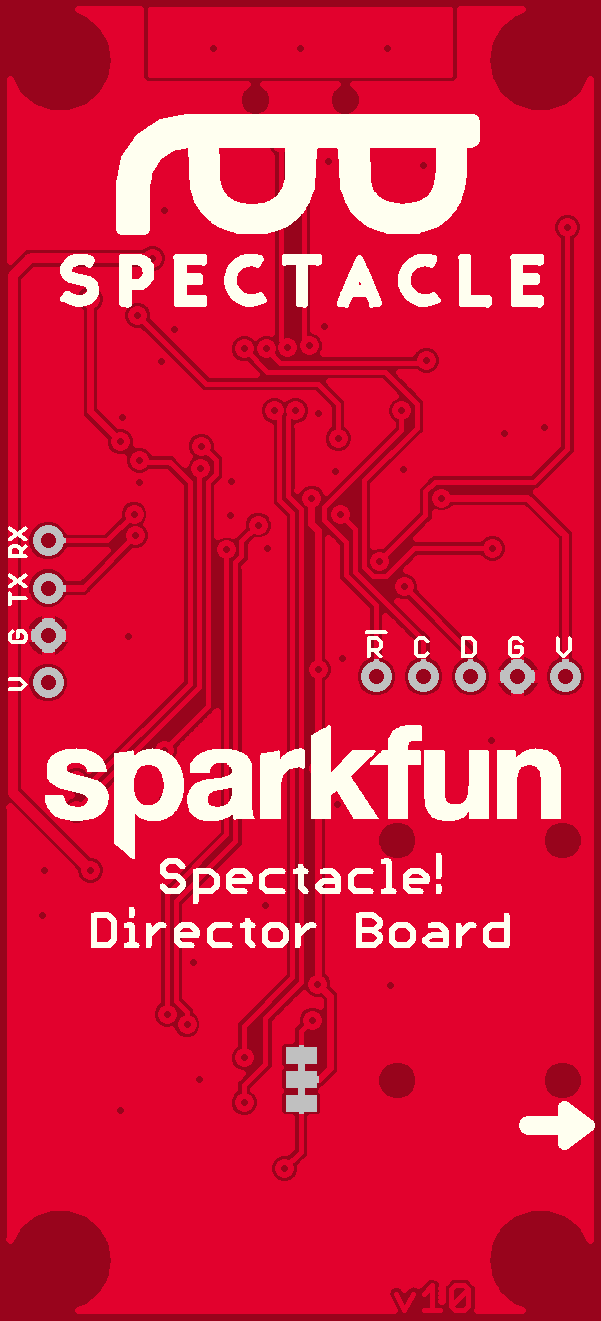 SPECTACLE
RX
TX
G
V
R̅ C D G V
sparkfun
Spectacle!
Director Board
v10